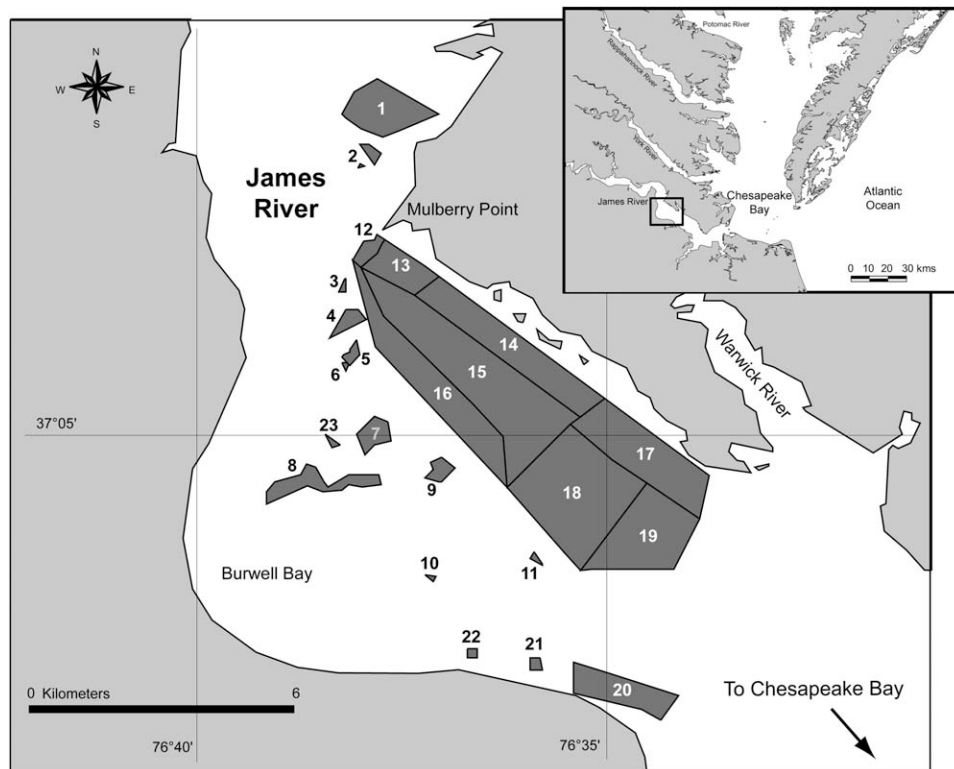 N
W E
S
1
2
James
River
Mulberry Point
12
13
3
4
14
5
15
6
16
37°05'
23
7
17
8
9
18
19
Burwell Bay
10
11
22
21
20
0 Kilometers 6
To Chesapeake Bay
76°40'
76°35'
Warwick River
Potomac River
Rappahannock River
York River
James River
Chesapeake
Bay
Atlantic
Ocean
0 10 20 30 kms